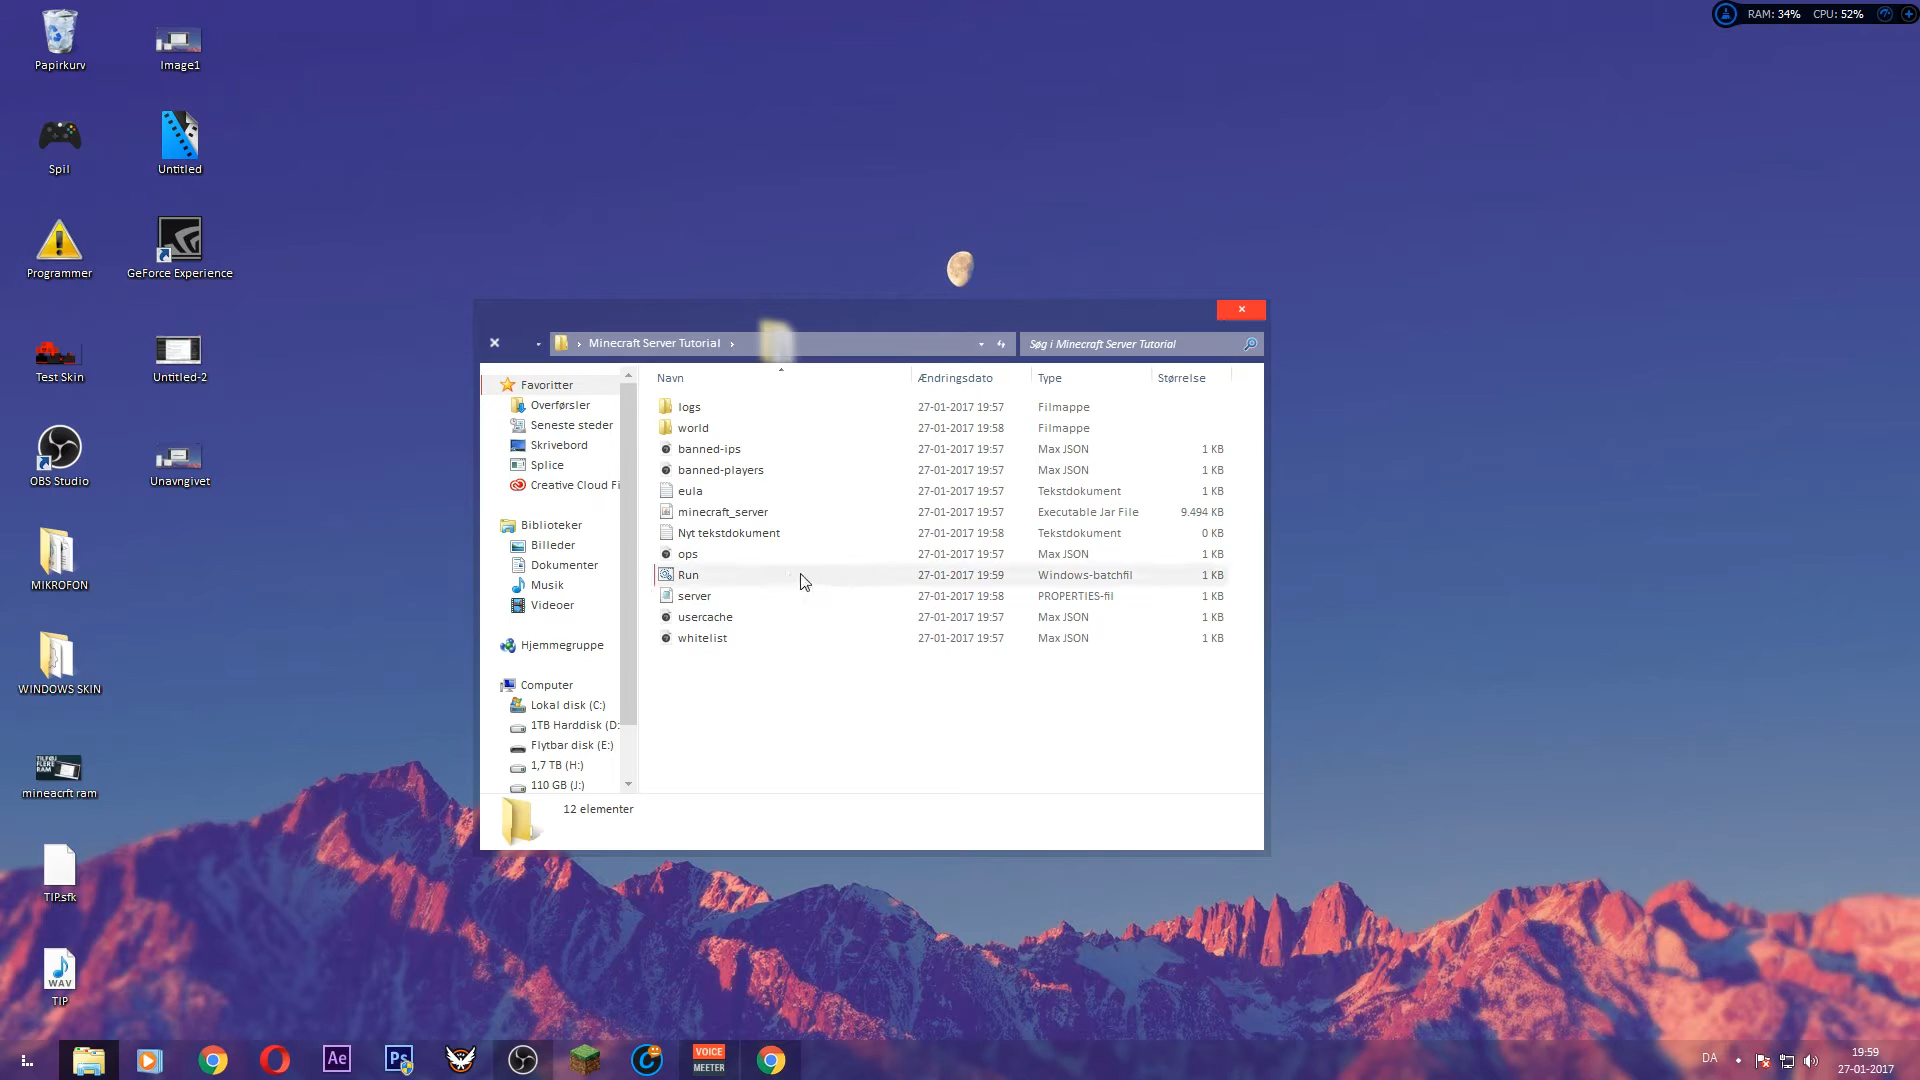 RAM: 34% CPU: 52%
Papirkurv
Image1
Spil
Untitled
Programmer
GeForce Experience
Test Skin
Untitled-2
OBS Studio
Unavngivet
MIKROFON
WINDOWS SKIN
TILFØJ
FLERE
RAM
mineacrft ram
TIP.sfk
WAV
TIP
Minecraft Server Tutorial
Søg i Minecraft Server Tutorial
Favoritter
Overførsler
Seneste steder
Skrivebord
Splice
Creative Cloud Fi
Biblioteker
Billeder
Dokumenter
Musik
Videoer
Hjemmegruppe
Computer
Lokal disk (C:)
1TB Harddisk (D:
Flytbar disk (E:)
1,7 TB (H:)
110 GB (J:)
Navn Ændringsdato Type Størrelse
logs 27-01-2017 19:57 Filmappe
world 27-01-2017 19:58 Filmappe
banned-ips 27-01-2017 19:57 Max JSON 1 KB
banned-players 27-01-2017 19:57 Max JSON 1 KB
eula 27-01-2017 19:57 Tekstdokument 1 KB
minecraft_server 27-01-2017 19:57 Executable Jar File 9.494 KB
Nyt tekstdokument 27-01-2017 19:58 Tekstdokument 0 KB
ops 27-01-2017 19:57 Max JSON 1 KB
Run 27-01-2017 19:59 Windows-batchfil 1 KB
server 27-01-2017 19:58 PROPERTIES-fil 1 KB
usercache 27-01-2017 19:57 Max JSON 1 KB
whitelist 27-01-2017 19:57 Max JSON 1 KB
12 elementer
Ae
Ps
VOICE
MEETER
DA
19:59
27-01-2017